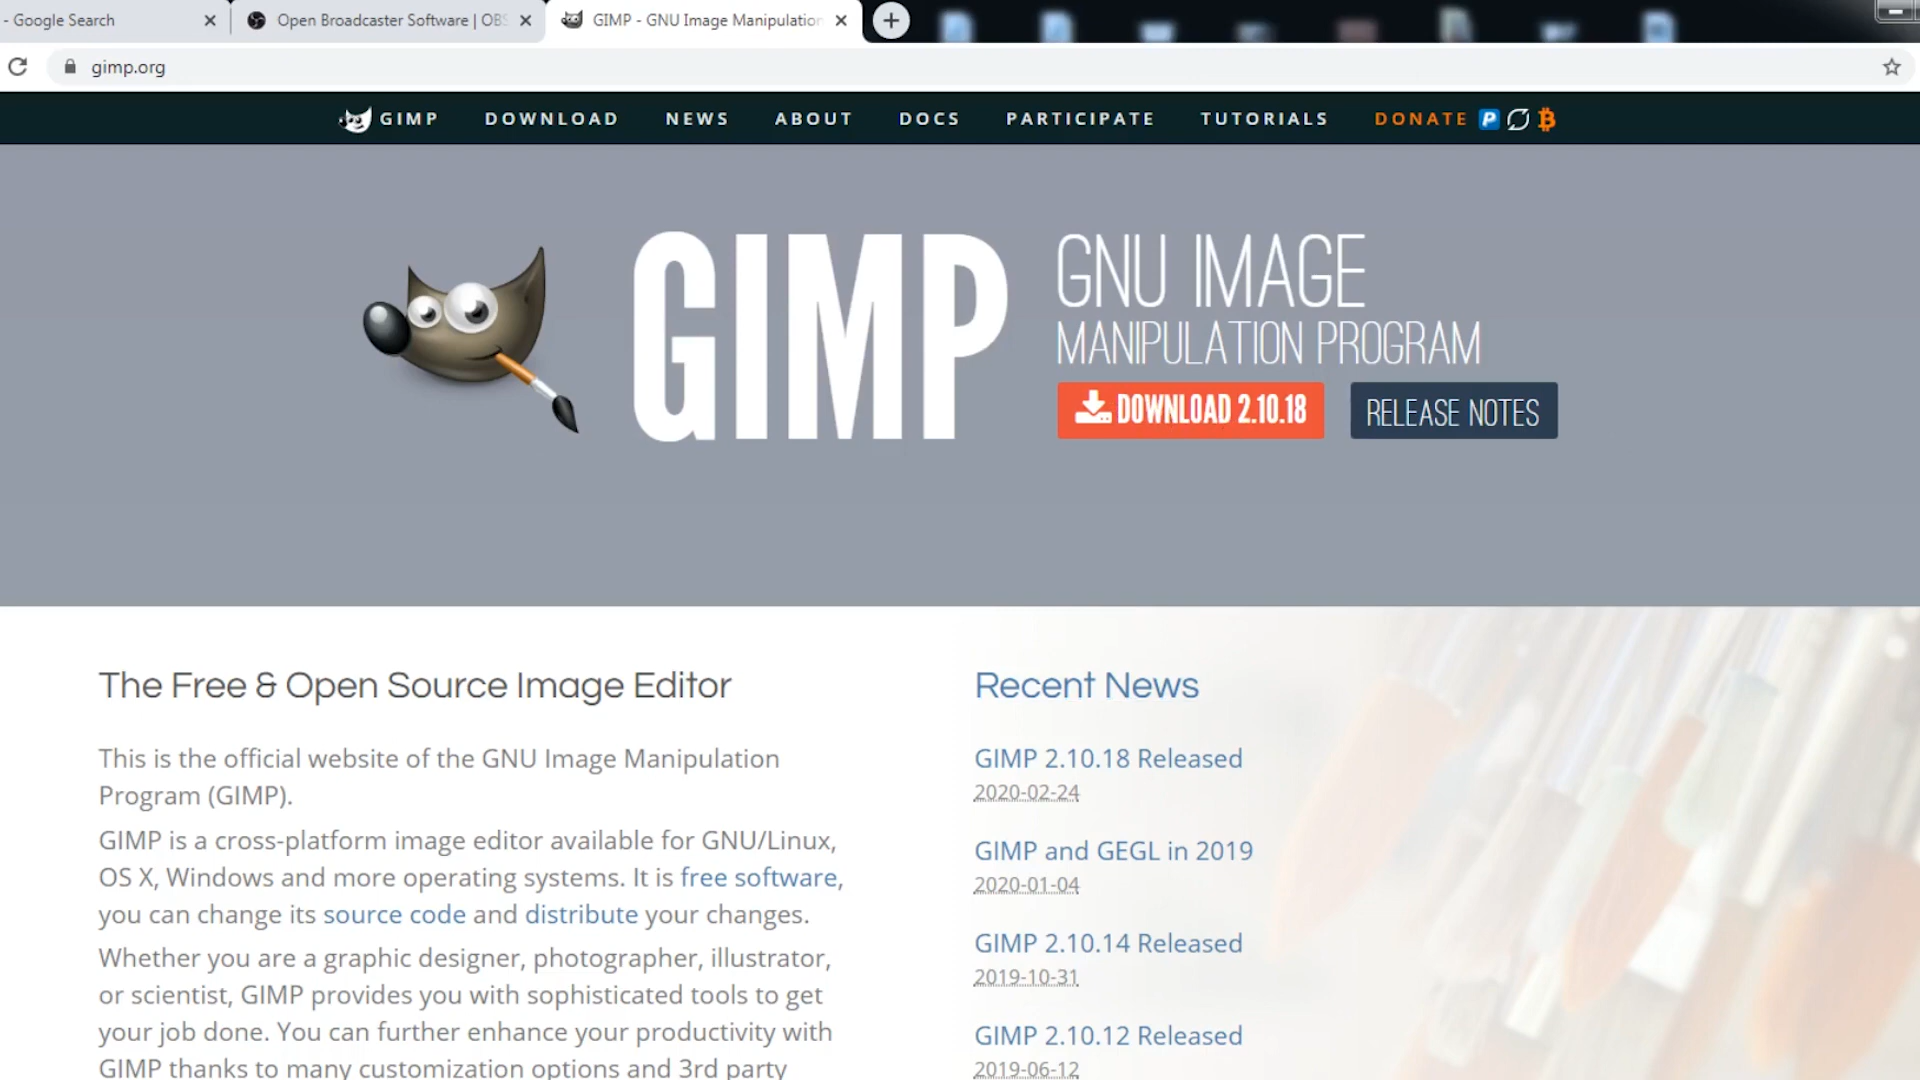 - Google Search
Open Broadcaster Software | OBS
GIMP - GNU Image Manipulation
gimp.org
GIMP DOWNLOAD NEWS ABOUT DOCS PARTICIPATE TUTORIALS DONATE
GIMP
GNU IMAGE
MANIPULATION PROGRAM
DOWNLOAD 2.10.18
RELEASE NOTES
The Free & Open Source Image Editor
This is the official website of the GNU Image Manipulation
Program (GIMP).
GIMP is a cross-platform image editor available for GNU/Linux,
OS X, Windows and more operating systems. It is free software,
you can change its source code and distribute your changes.
Whether you are a graphic designer, photographer, illustrator,
or scientist, GIMP provides you with sophisticated tools to get
your job done. You can further enhance your productivity with
GIMP thanks to many customization options and 3rd party
Recent News
GIMP 2.10.18 Released
2020-02-24
GIMP and GEGL in 2019
2020-01-04
GIMP 2.10.14 Released
2019-10-31
GIMP 2.10.12 Released
2019-06-12